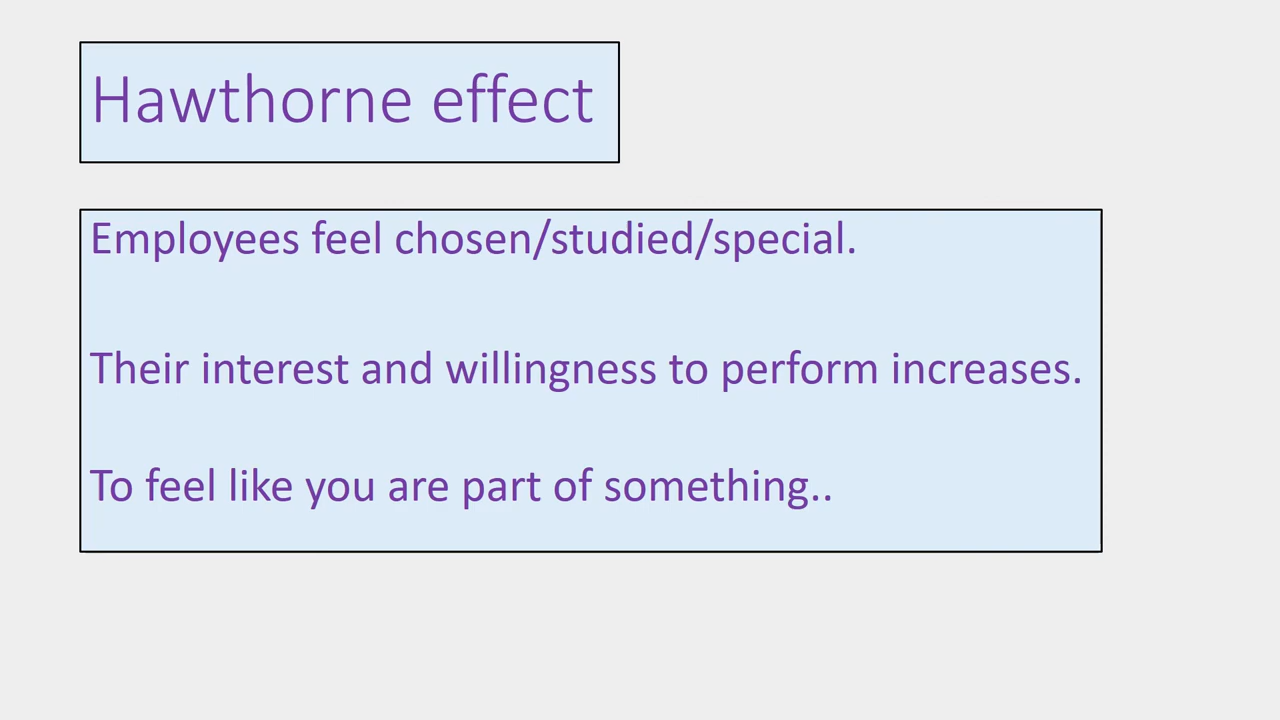 Hawthorne effect
Employees feel chosen/studied/special.
Their interest and willingness to perform increases.
To feel like you are part of something..